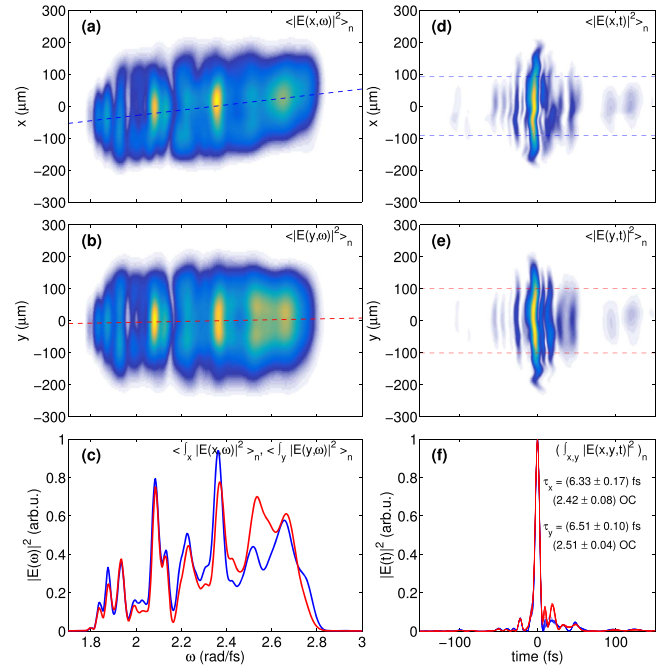 (a) <|E(x,ω)|²>ₙ
300
200
100
0
−100
−200
−300
x (μm)
(d) <|E(x,t)|²>ₙ
300
200
100
0
−100
−200
−300
x (μm)
(b) <|E(y,ω)|²>ₙ
300
200
100
0
−100
−200
−300
y (μm)
(e) <|E(y,t)|²>ₙ
300
200
100
0
−100
−200
−300
y (μm)
(c) < ∫ₓ |E(x,ω)|² >ₙ, < ∫ᵧ |E(y,ω)|² >ₙ
1
0.8
0.6
0.4
0.2
0
|E(ω)|² (arb.u.)
1.8 2 2.2 2.4 2.6 2.8 3
ω (rad/fs)
(f) ( ∫x,y |E(x,y,t)|² )ₙ
τₓ = (6.33 ± 0.17) fs
(2.42 ± 0.08) OC
τᵧ = (6.51 ± 0.10) fs
(2.51 ± 0.04) OC
1
0.8
0.6
0.4
0.2
0
|E(t)|² (arb.u.)
−100 0 100
time (fs)